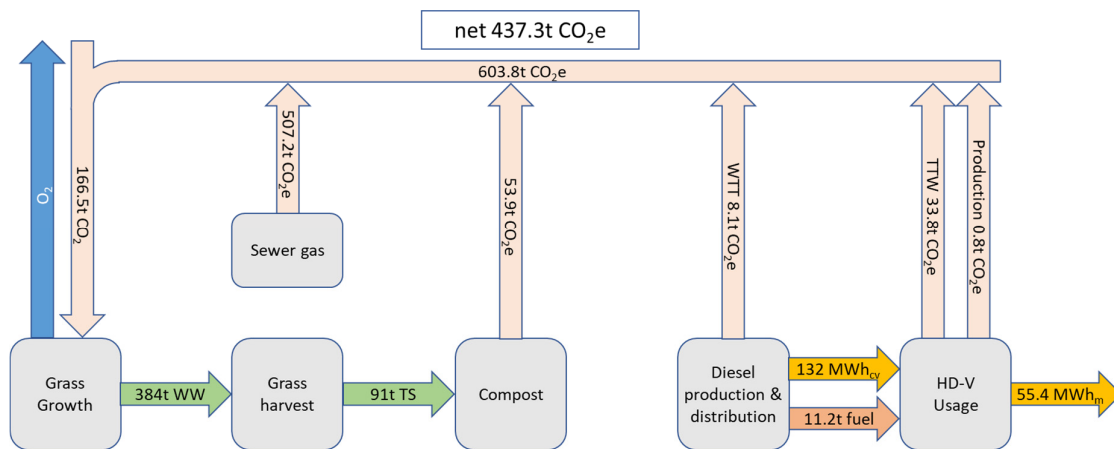 net 437.3t CO₂e
603.8t CO₂e
O₂
166.5t CO₂
507.2t CO₂e
53.9t CO₂e
WTT 8.1t CO₂e
TTW 33.8t CO₂e
Production 0.8t CO₂e
Sewer gas
Grass
Growth
384t WW
Grass
harvest
91t TS
Compost
Diesel
production &
distribution
132 MWh_cv
11.2t fuel
HD-V
Usage
55.4 MWhₘ